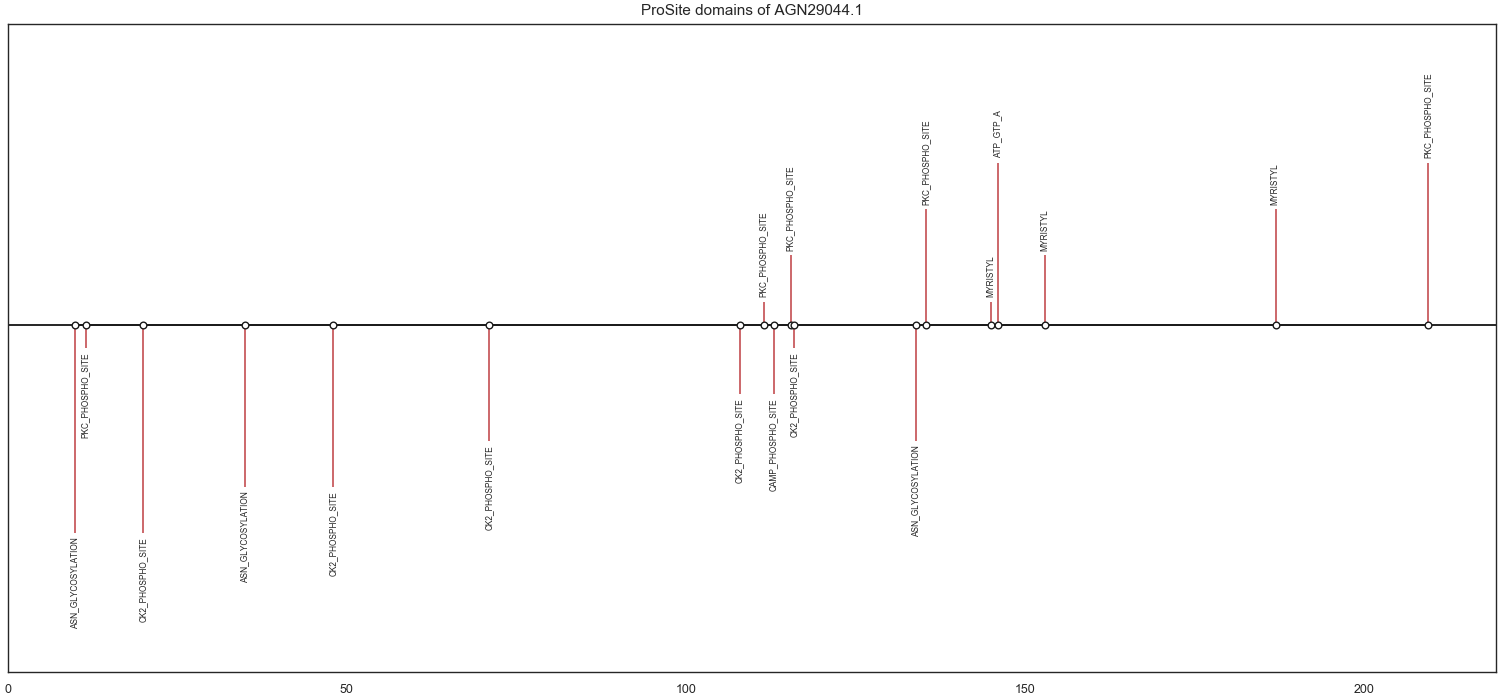 ProSite domains of AGN29044.1
ASN_GLYCOSYLATION
PKC_PHOSPHO_SITE
CK2_PHOSPHO_SITE
ASN_GLYCOSYLATION
CK2_PHOSPHO_SITE
CK2_PHOSPHO_SITE
CK2_PHOSPHO_SITE
PKC_PHOSPHO_SITE
CAMP_PHOSPHO_SITE
PKC_PHOSPHO_SITE
CK2_PHOSPHO_SITE
ASN_GLYCOSYLATION
PKC_PHOSPHO_SITE
MYRISTYL
ATP_GTP_A
MYRISTYL
MYRISTYL
PKC_PHOSPHO_SITE
0 50 100 150 200